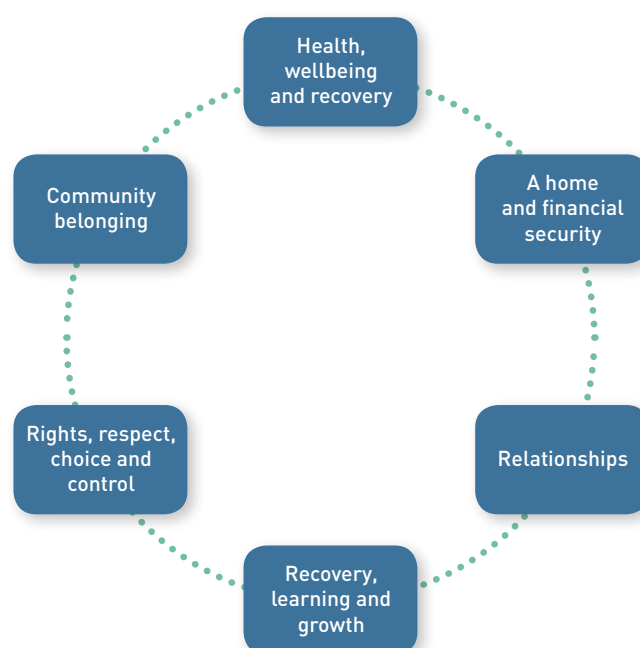 Health,
wellbeing
and recovery
A home
and financial
security
Relationships
Recovery,
learning and
growth
Rights, respect,
choice and
control
Community
belonging